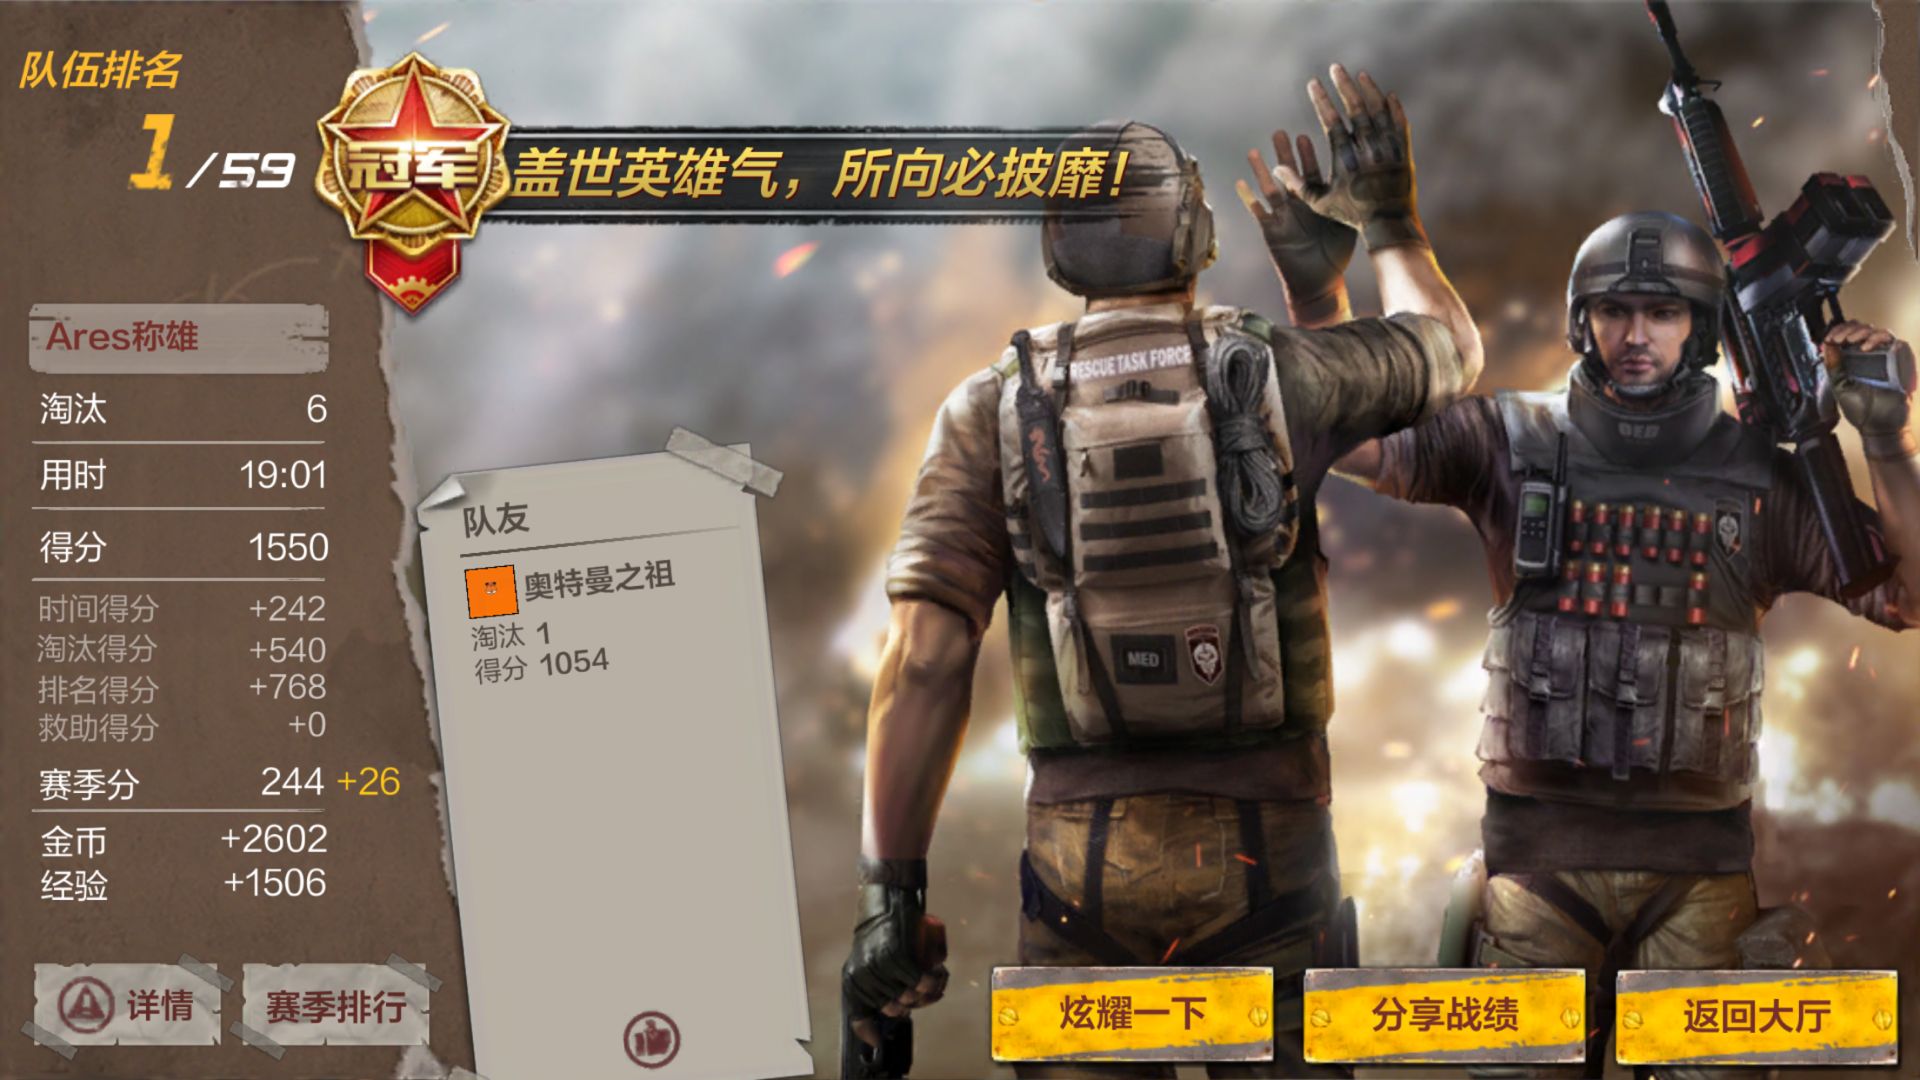 队伍排名
1/59
冠军
盖世英雄气，所向必披靡！
Ares称雄
淘汰 6
用时 19:01
得分 1550
时间得分 +242
淘汰得分 +540
排名得分 +768
救助得分 +0
赛季分 244 +26
金币 +2602
经验 +1506
详情
赛季排行
队友
奥特曼之祖
淘汰 1
得分 1054
RESCUE TASK FORCE
MED
炫耀一下
分享战绩
返回大厅